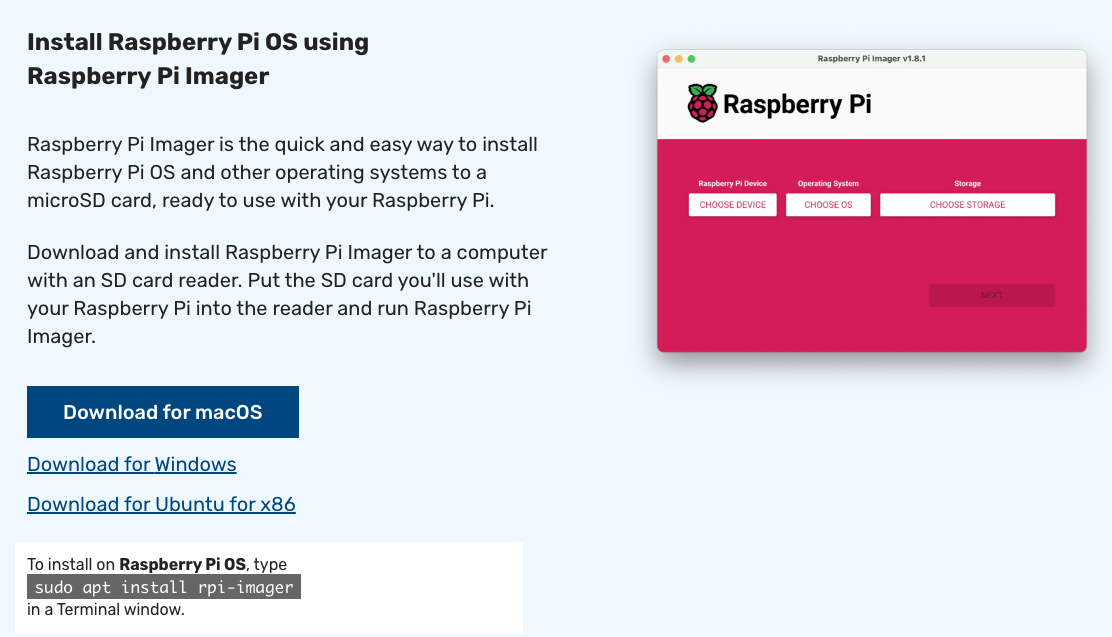 Install Raspberry Pi OS using
Raspberry Pi Imager
Raspberry Pi Imager is the quick and easy way to install
Raspberry Pi OS and other operating systems to a
microSD card, ready to use with your Raspberry Pi.
Download and install Raspberry Pi Imager to a computer
with an SD card reader. Put the SD card you'll use with
your Raspberry Pi into the reader and run Raspberry Pi
Imager.
Download for macOS
Download for Windows
Download for Ubuntu for x86
To install on Raspberry Pi OS, type
sudo apt install rpi-imager
in a Terminal window.
Raspberry Pi Imager v1.8.1
Raspberry Pi
Raspberry Pi Device Operating System Storage
CHOOSE DEVICE CHOOSE OS CHOOSE STORAGE
NEXT